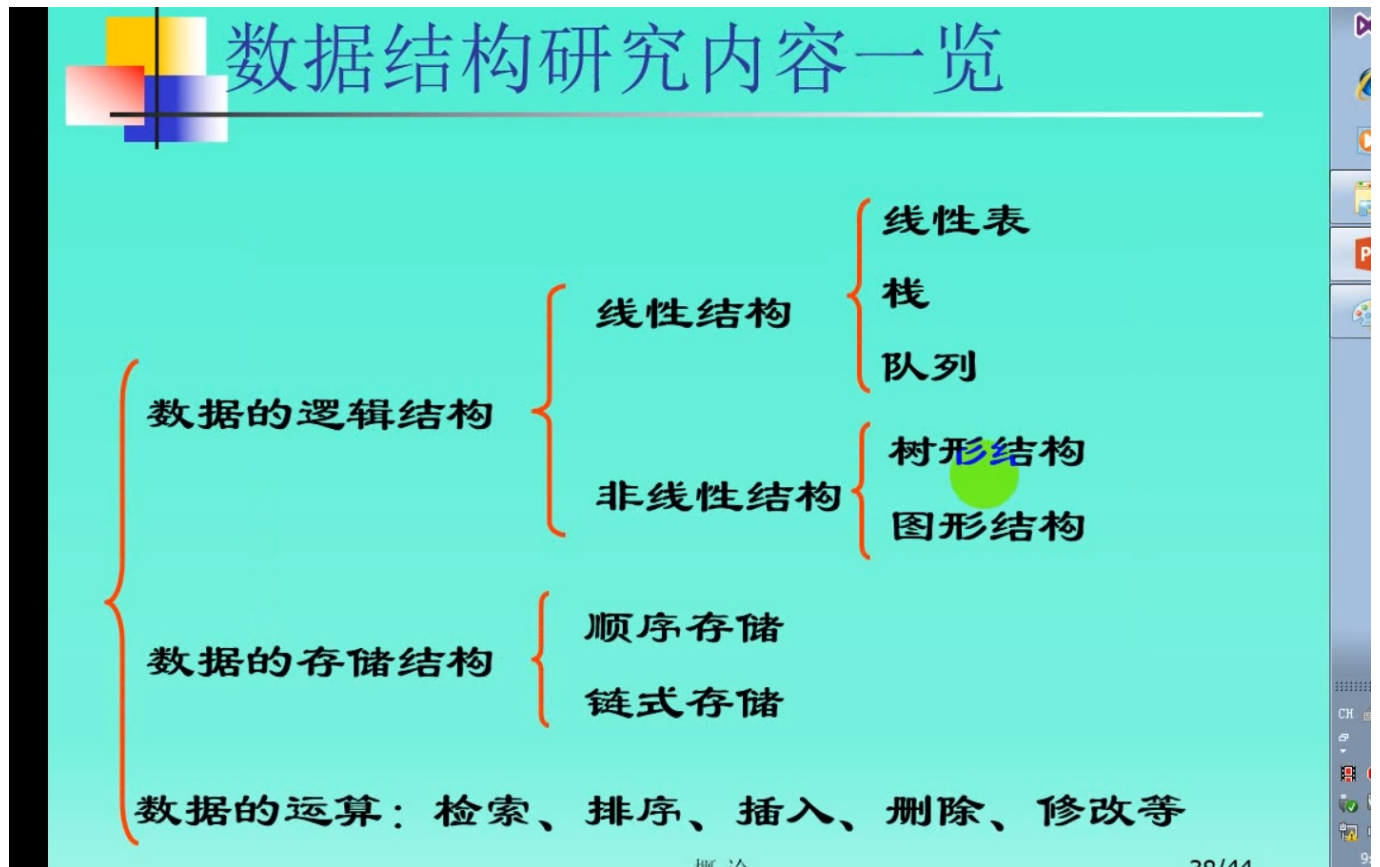 数据结构研究内容一览
线性表
线性结构
栈
队列
数据的逻辑结构
树形结构
非线性结构
图形结构
顺序存储
数据的存储结构
链式存储
数据的运算：检索、排序、插入、删除、修改等
CH